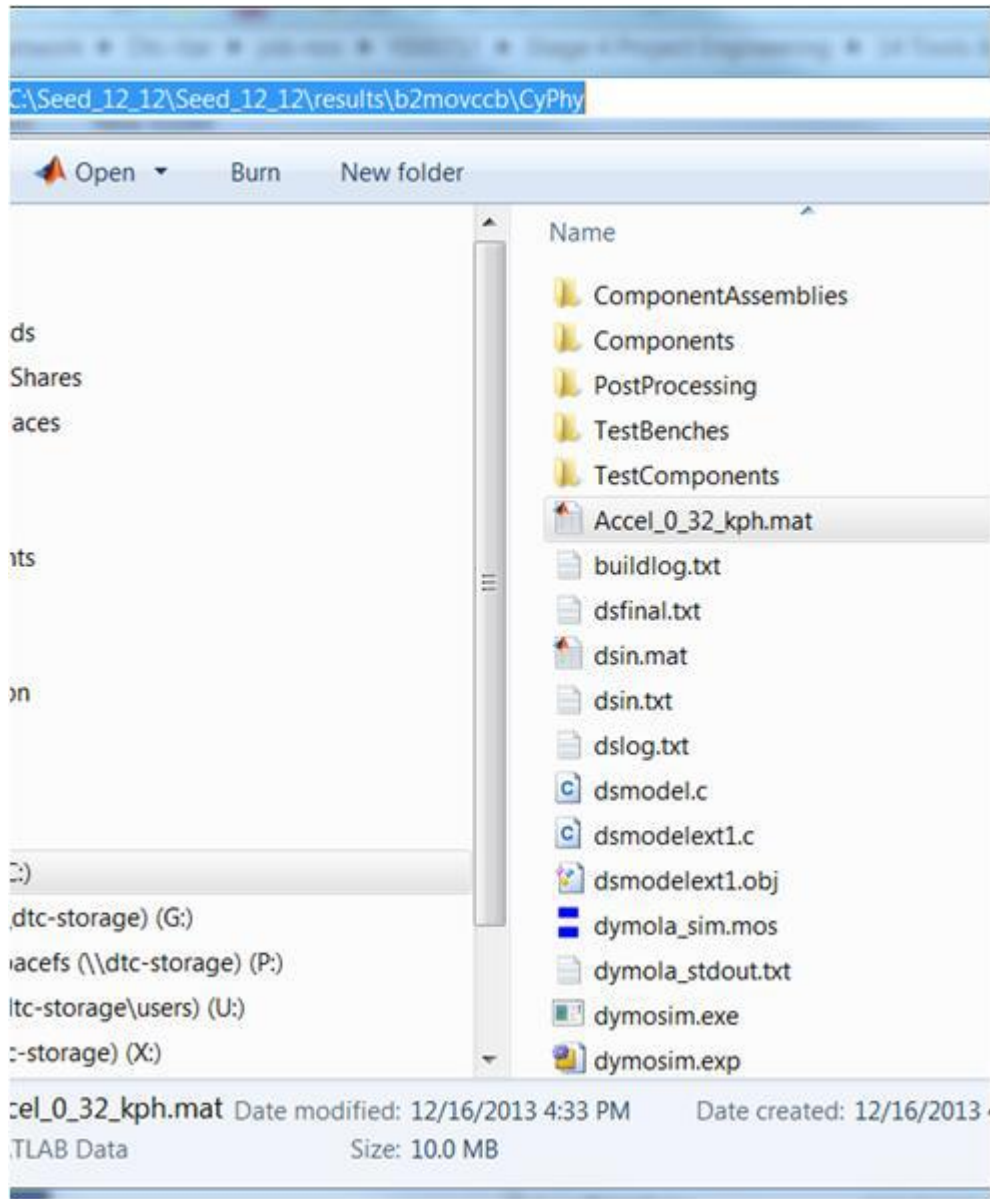 C:\Seed_12_12\Seed_12_12\results\b2movccb\CyPhy
Open Burn New folder
Name
ComponentAssemblies
Components
PostProcessing
TestBenches
TestComponents
Accel_0_32_kph.mat
buildlog.txt
dsfinal.txt
dsin.mat
dsin.txt
dslog.txt
dsmodel.c
dsmodelext1.c
dsmodelext1.obj
dymola_sim.mos
dymola_stdout.txt
dymosim.exe
dymosim.exp
ds
Shares
aces
nts
on
C:)
dtc-storage) (G:)
pacefs (\\dtc-storage) (P:)
tc-storage\users) (U:)
c-storage) (X:)
cel_0_32_kph.mat Date modified: 12/16/2013 4:33 PM Date created: 12/16/2013 4
TLAB Data Size: 10.0 MB